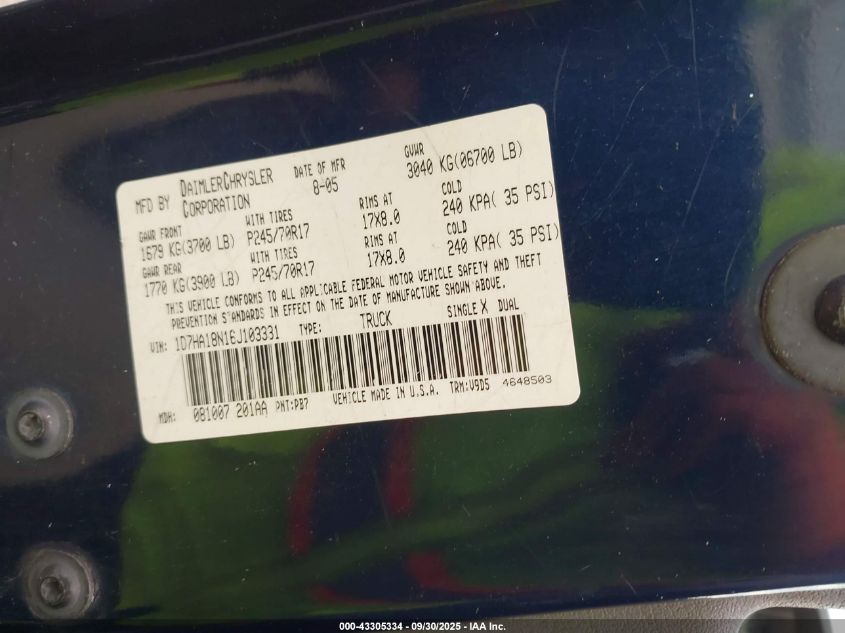 MFD BY DAIMLERCHRYSLER CORPORATION DATE OF MFR 8-05 GVWR 3040 KG(06700 LB)
GAWR FRONT WITH TIRES RIMS AT COLD
1679 KG(3700 LB) P245/70R17 17X8.0 240 KPA( 35 PSI)
GAWR REAR WITH TIRES RIMS AT COLD
1770 KG(3900 LB) P245/70R17 17X8.0 240 KPA( 35 PSI)
THIS VEHICLE CONFORMS TO ALL APPLICABLE FEDERAL MOTOR VEHICLE SAFETY AND THEFT
PREVENTION STANDARDS IN EFFECT ON THE DATE OF MANUFACTURE SHOWN ABOVE.
VIN: 1D7HA18N16J103331 TYPE: TRUCK SINGLE X DUAL
MDH: 081007 201AA PNT:PB7 VEHICLE MADE IN U.S.A. TRM:V9D5 4648503
000-43305334 - 09/30/2025 - IAA Inc.